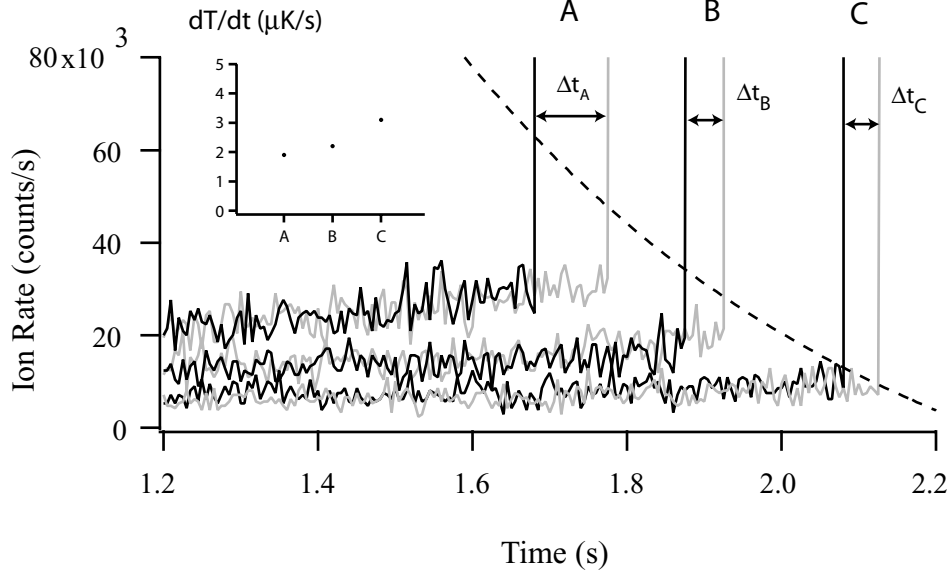 dT/dt (μK/s)
A
B
C
80x10 3
5
4
3
2
1
0
A B C
Δt_A
Δt_B
Δt_C
60
40
20
0
Ion Rate (counts/s)
1.2 1.4 1.6 1.8 2.0 2.2
Time (s)